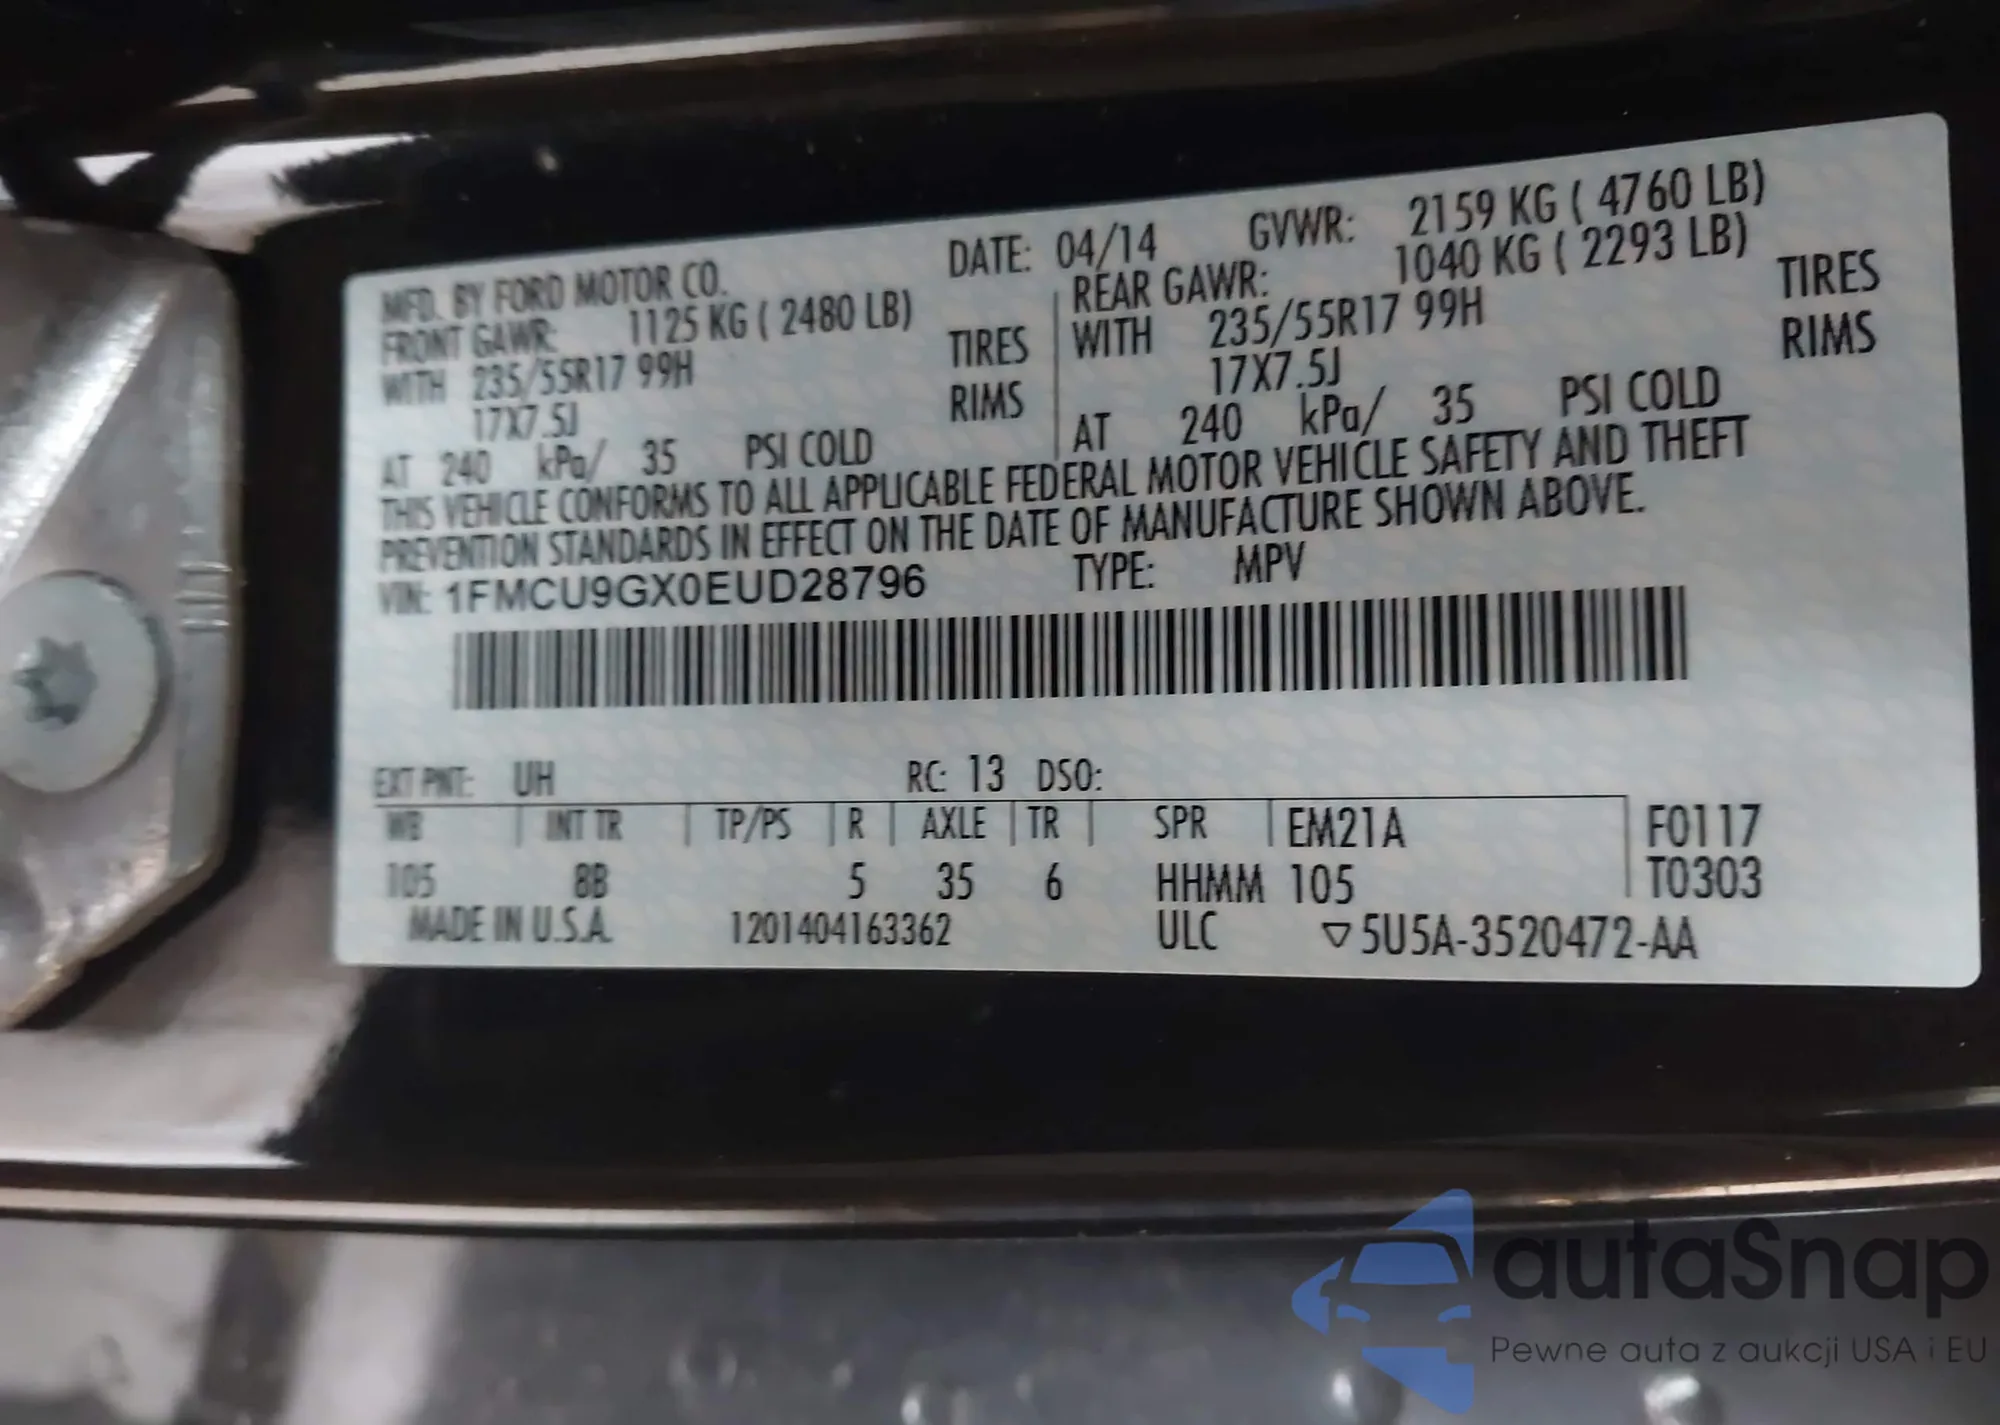 MFD. BY FORD MOTOR CO. DATE: 04/14 GVWR: 2159 KG ( 4760 LB)
FRONT GAWR: 1125 KG ( 2480 LB) REAR GAWR: 1040 KG ( 2293 LB)
WITH 235/55R17 99H TIRES WITH 235/55R17 99H TIRES
17X7.5J RIMS 17X7.5J RIMS
AT 240 kPa/ 35 PSI COLD AT 240 kPa/ 35 PSI COLD
THIS VEHICLE CONFORMS TO ALL APPLICABLE FEDERAL MOTOR VEHICLE SAFETY AND THEFT
PREVENTION STANDARDS IN EFFECT ON THE DATE OF MANUFACTURE SHOWN ABOVE.
VIN: 1FMCU9GX0EUD28796 TYPE: MPV
EXT PNT: UH RC: 13 DSO:
WB INT TR TP/PS R AXLE TR SPR EM21A F0117
105 8B 5 35 6 HHMM 105 T0303
MADE IN U.S.A. 1201404163362 ULC ▽5U5A-3520472-AA
autaSnap
Pewne auta z aukcji USA i EU